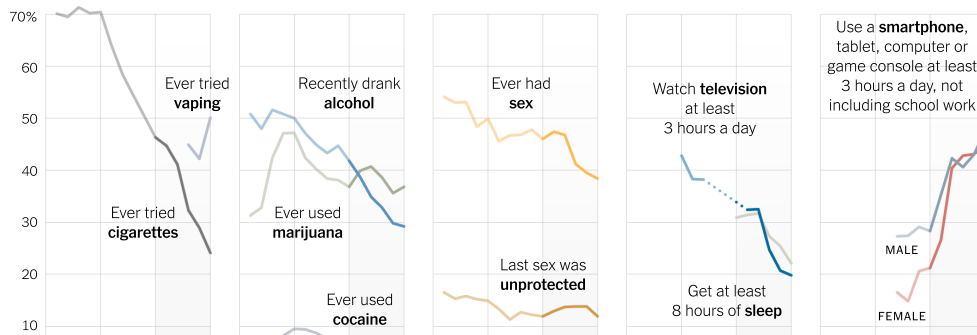 70%
60
50
40
30
20
10
Ever tried
vaping
Ever tried
cigarettes
Recently drank
alcohol
Ever used
marijuana
Ever used
cocaine
Ever had
sex
Last sex was
unprotected
Watch television
at least
3 hours a day
Get at least
8 hours of sleep
Use a smartphone,
tablet, computer or
game console at least
3 hours a day, not
including school work
MALE
FEMALE